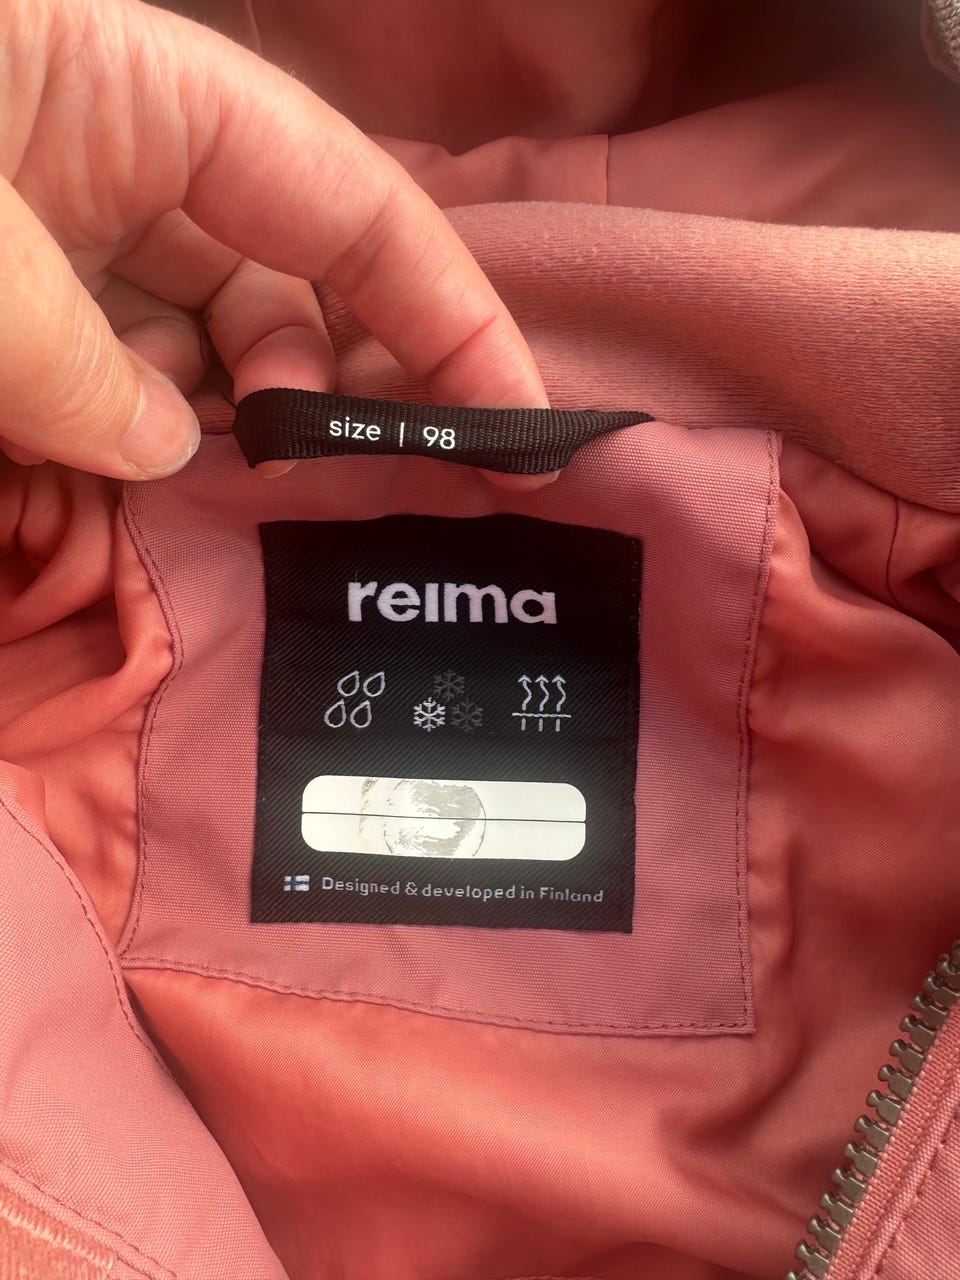 size | 98
reima
Designed & developed in Finland